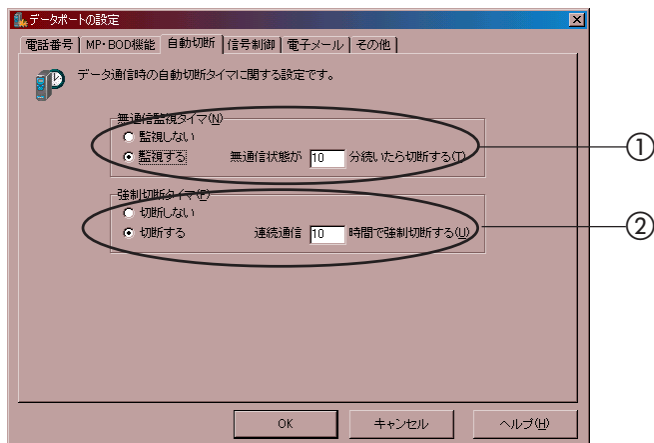 データポートの設定
電話番号 MP・BOD機能 自動切断 信号制御 電子メール その他
データ通信時の自動切断タイマに関する設定です。
無通信監視タイマ(N)
監視しない
監視する 無通信状態が 10 分続いたら切断する(T)
①
強制切断タイマ(F)
切断しない
切断する 連続通信 10 時間で強制切断する(U)
②
OK キャンセル ヘルプ(H)